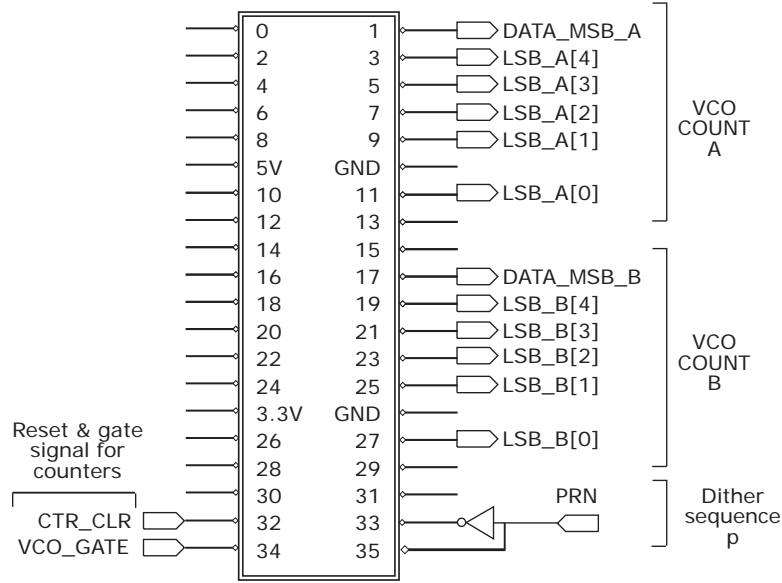 0 1 DATA_MSB_A
2 3 LSB_A[4]
4 5 LSB_A[3]
6 7 LSB_A[2]
8 9 LSB_A[1]
5V GND
10 11 LSB_A[0]
12 13
VCO
COUNT
A
14 15
16 17 DATA_MSB_B
18 19 LSB_B[4]
20 21 LSB_B[3]
22 23 LSB_B[2]
24 25 LSB_B[1]
3.3V GND
26 27 LSB_B[0]
28 29
VCO
COUNT
B
Reset & gate
signal for
counters
30 31
PRN
CTR_CLR 32 33
VCO_GATE 34 35
Dither
sequence
p